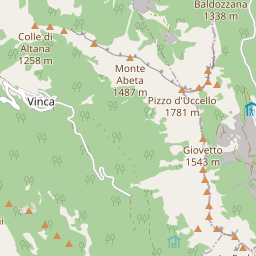 Baldozzana
1338 m
Colle di
Altana
1258 m
Monte
Abeta
1487 m
Vinca
Pizzo d'Uccello
1781 m
Giovetto
1543 m